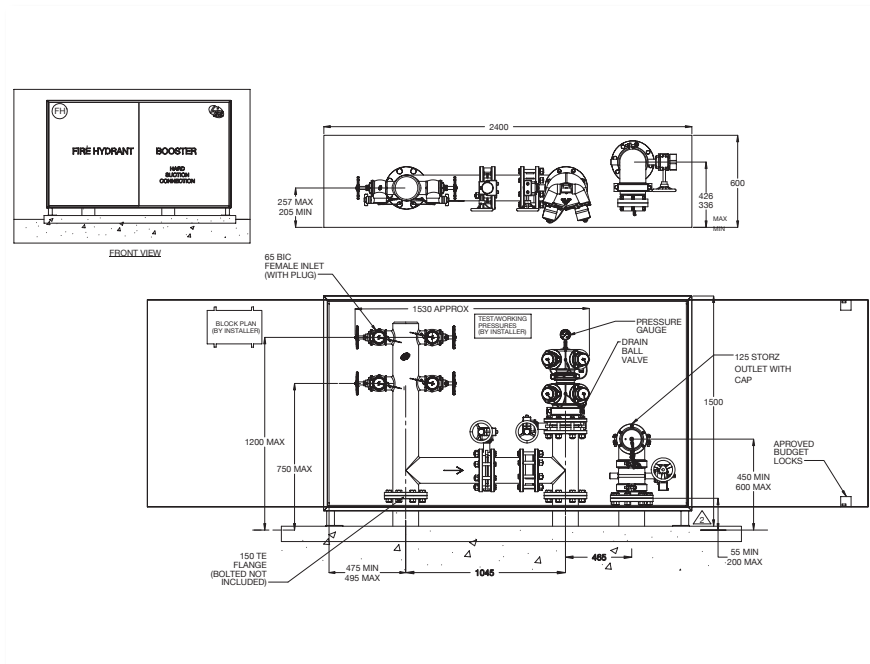 FH
FIRE HYDRANT
BOOSTER
HARD
SUCTION
CONNECTION
FRONT VIEW
2400
257 MAX
205 MIN
426
336
MAX
MIN
600
65 BIC
FEMALE INLET
(WITH PLUG)
1530 APPROX
BLOCK PLAN
(BY INSTALLER)
TEST/WORKING
PRESSURES
(BY INSTALLER)
PRESSURE
GAUGE
DRAIN
BALL
VALVE
125 STORZ
OUTLET WITH
CAP
1500
1200 MAX
750 MAX
450 MIN
600 MAX
APROVED
BUDGET
LOCKS
2
55 MIN
200 MAX
150 TE
FLANGE
(BOLTED NOT
INCLUDED)
475 MIN
495 MAX
1045
465